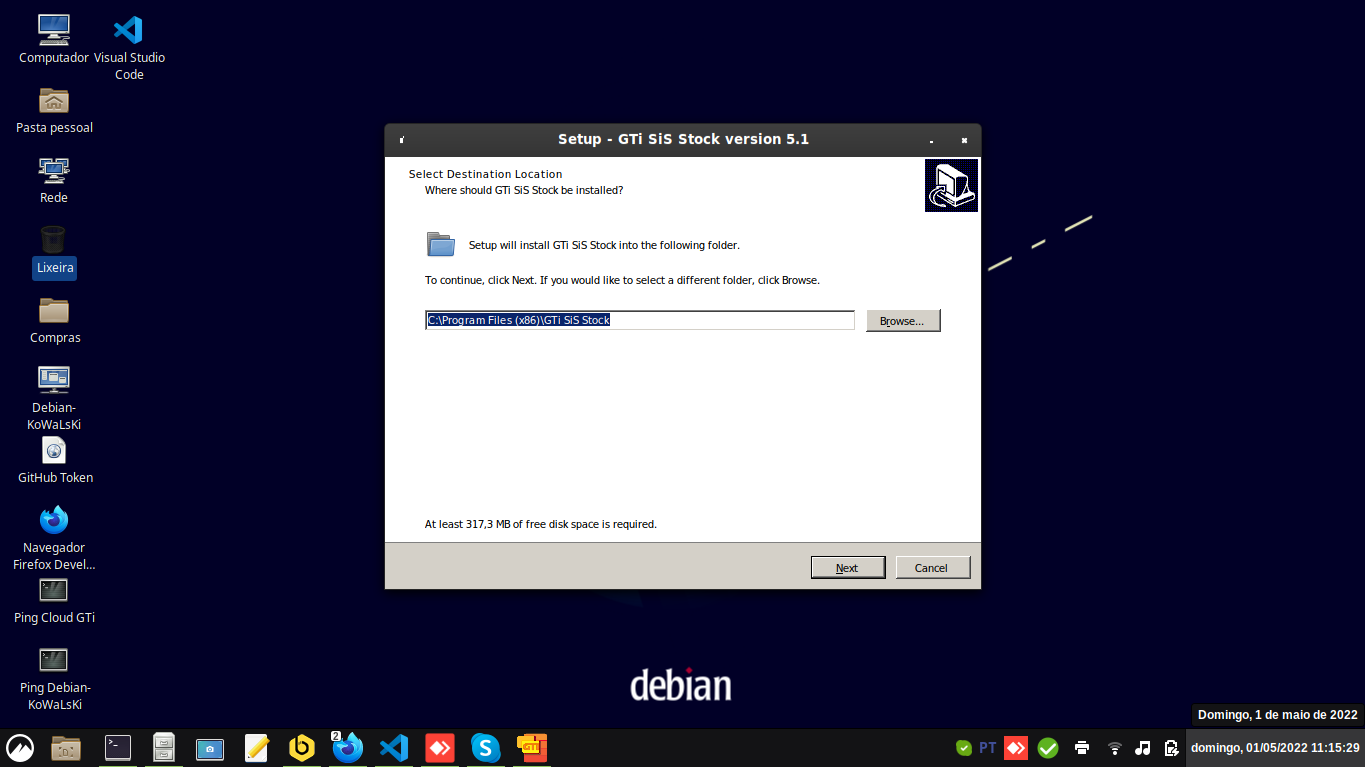 Computador
Visual Studio
Code
Pasta pessoal
Rede
Lixeira
Compras
Debian-
KoWaLsKi
GitHub Token
Navegador
Firefox Devel...
Ping Cloud GTi
Ping Debian-
KoWaLsKi
Setup - GTi SiS Stock version 5.1
Select Destination Location
Where should GTi SiS Stock be installed?
Setup will install GTi SiS Stock into the following folder.
To continue, click Next. If you would like to select a different folder, click Browse.
C:\Program Files (x86)\GTi SiS Stock
Browse...
At least 317,3 MB of free disk space is required.
Next
Cancel
debian
Domingo, 1 de maio de 2022
2
GTi
PT
domingo, 01/05/2022 11:15:29